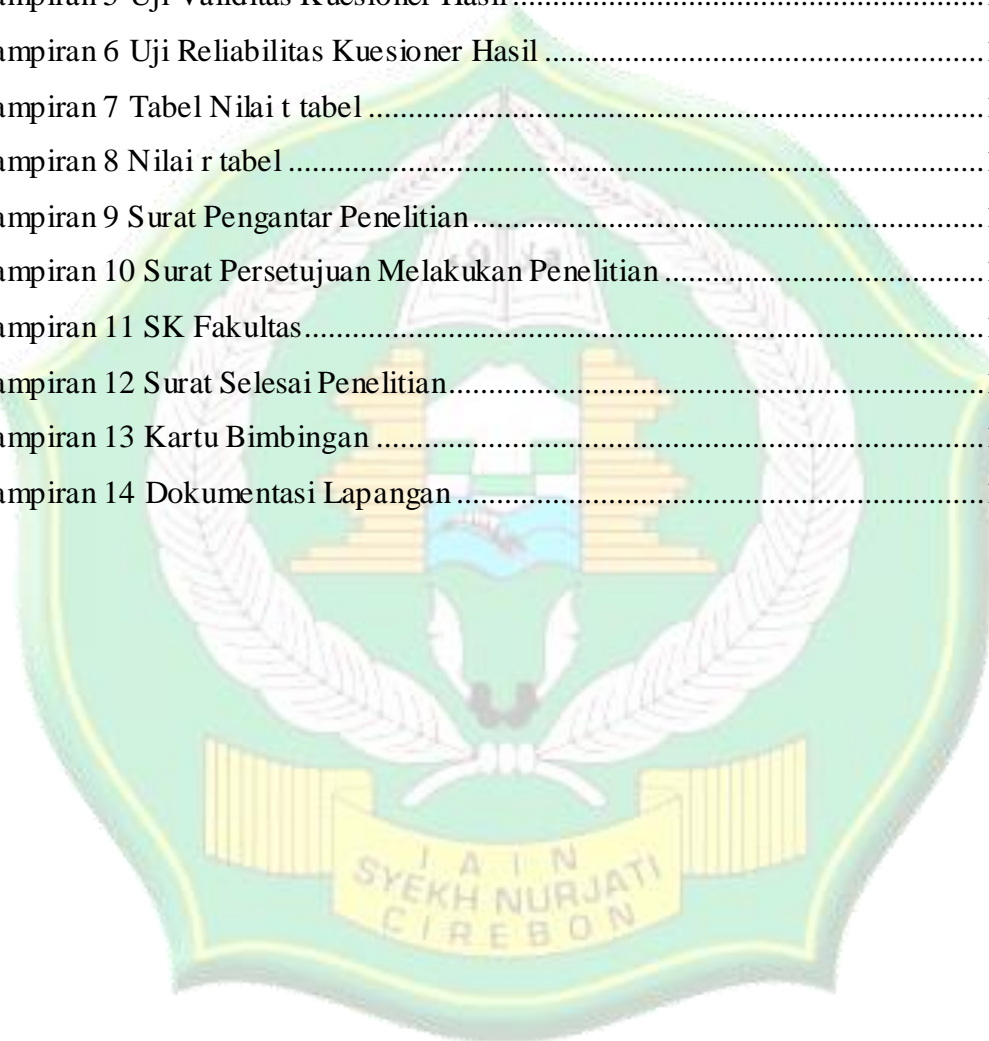 ampiran 5 Uji Validitas Kuesioner Hasil ..........................................................
ampiran 6 Uji Reliabilitas Kuesioner Hasil ......................................................
ampiran 7 Tabel Nilai t tabel .............................................................................
ampiran 8 Nilai r tabel .......................................................................................
ampiran 9 Surat Pengantar Penelitian ................................................................
ampiran 10 Surat Persetujuan Melakukan Penelitian ........................................
ampiran 11 SK Fakultas .....................................................................................
ampiran 12 Surat Selesai Penelitian ...................................................................
ampiran 13 Kartu Bimbingan ............................................................................
ampiran 14 Dokumentasi Lapangan ..................................................................
IAIN
SYEKH NURJATI
CIREBON